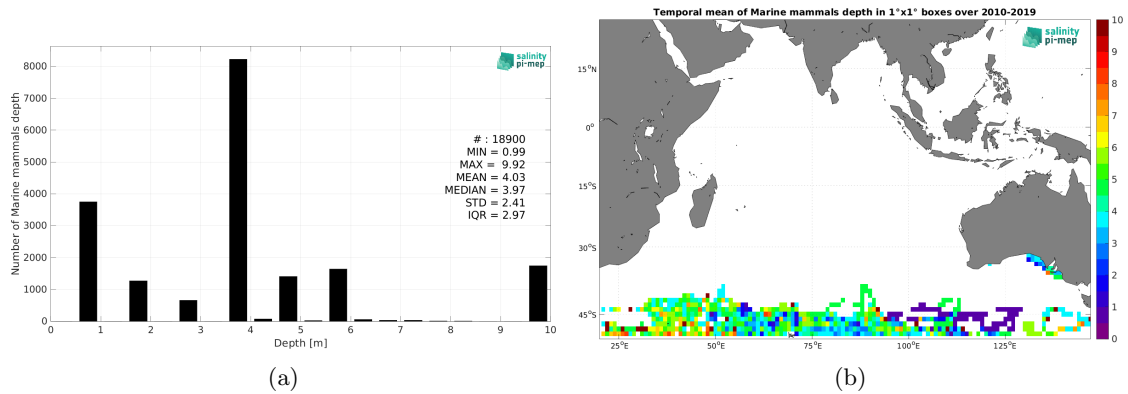 Number of Marine mammals depth
8000
7000
6000
5000
4000
3000
2000
1000
0
0 1 2 3 4 5 6 7 8 9 10
Depth [m]
salinity
pi-mep
# : 18900
MIN = 0.99
MAX = 9.92
MEAN = 4.03
MEDIAN = 3.97
STD = 2.41
IQR = 2.97
(a)
Temporal mean of Marine mammals depth in 1°x1° boxes over 2010-2019
salinity
pi-mep
15°N
0°
15°S
30°S
45°S
25°E 50°E 75°E 100°E 125°E
10
9
8
7
6
5
4
3
2
1
0
(b)